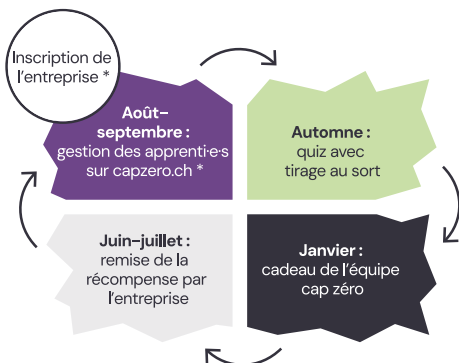 Inscription de
l'entreprise *
Août–
septembre :
gestion des apprenti·e·s
sur capzero.ch *
Automne :
quiz avec
tirage au sort
Juin–juillet :
remise de la
récompense par
l'entreprise
Janvier :
cadeau de l'équipe
cap zéro